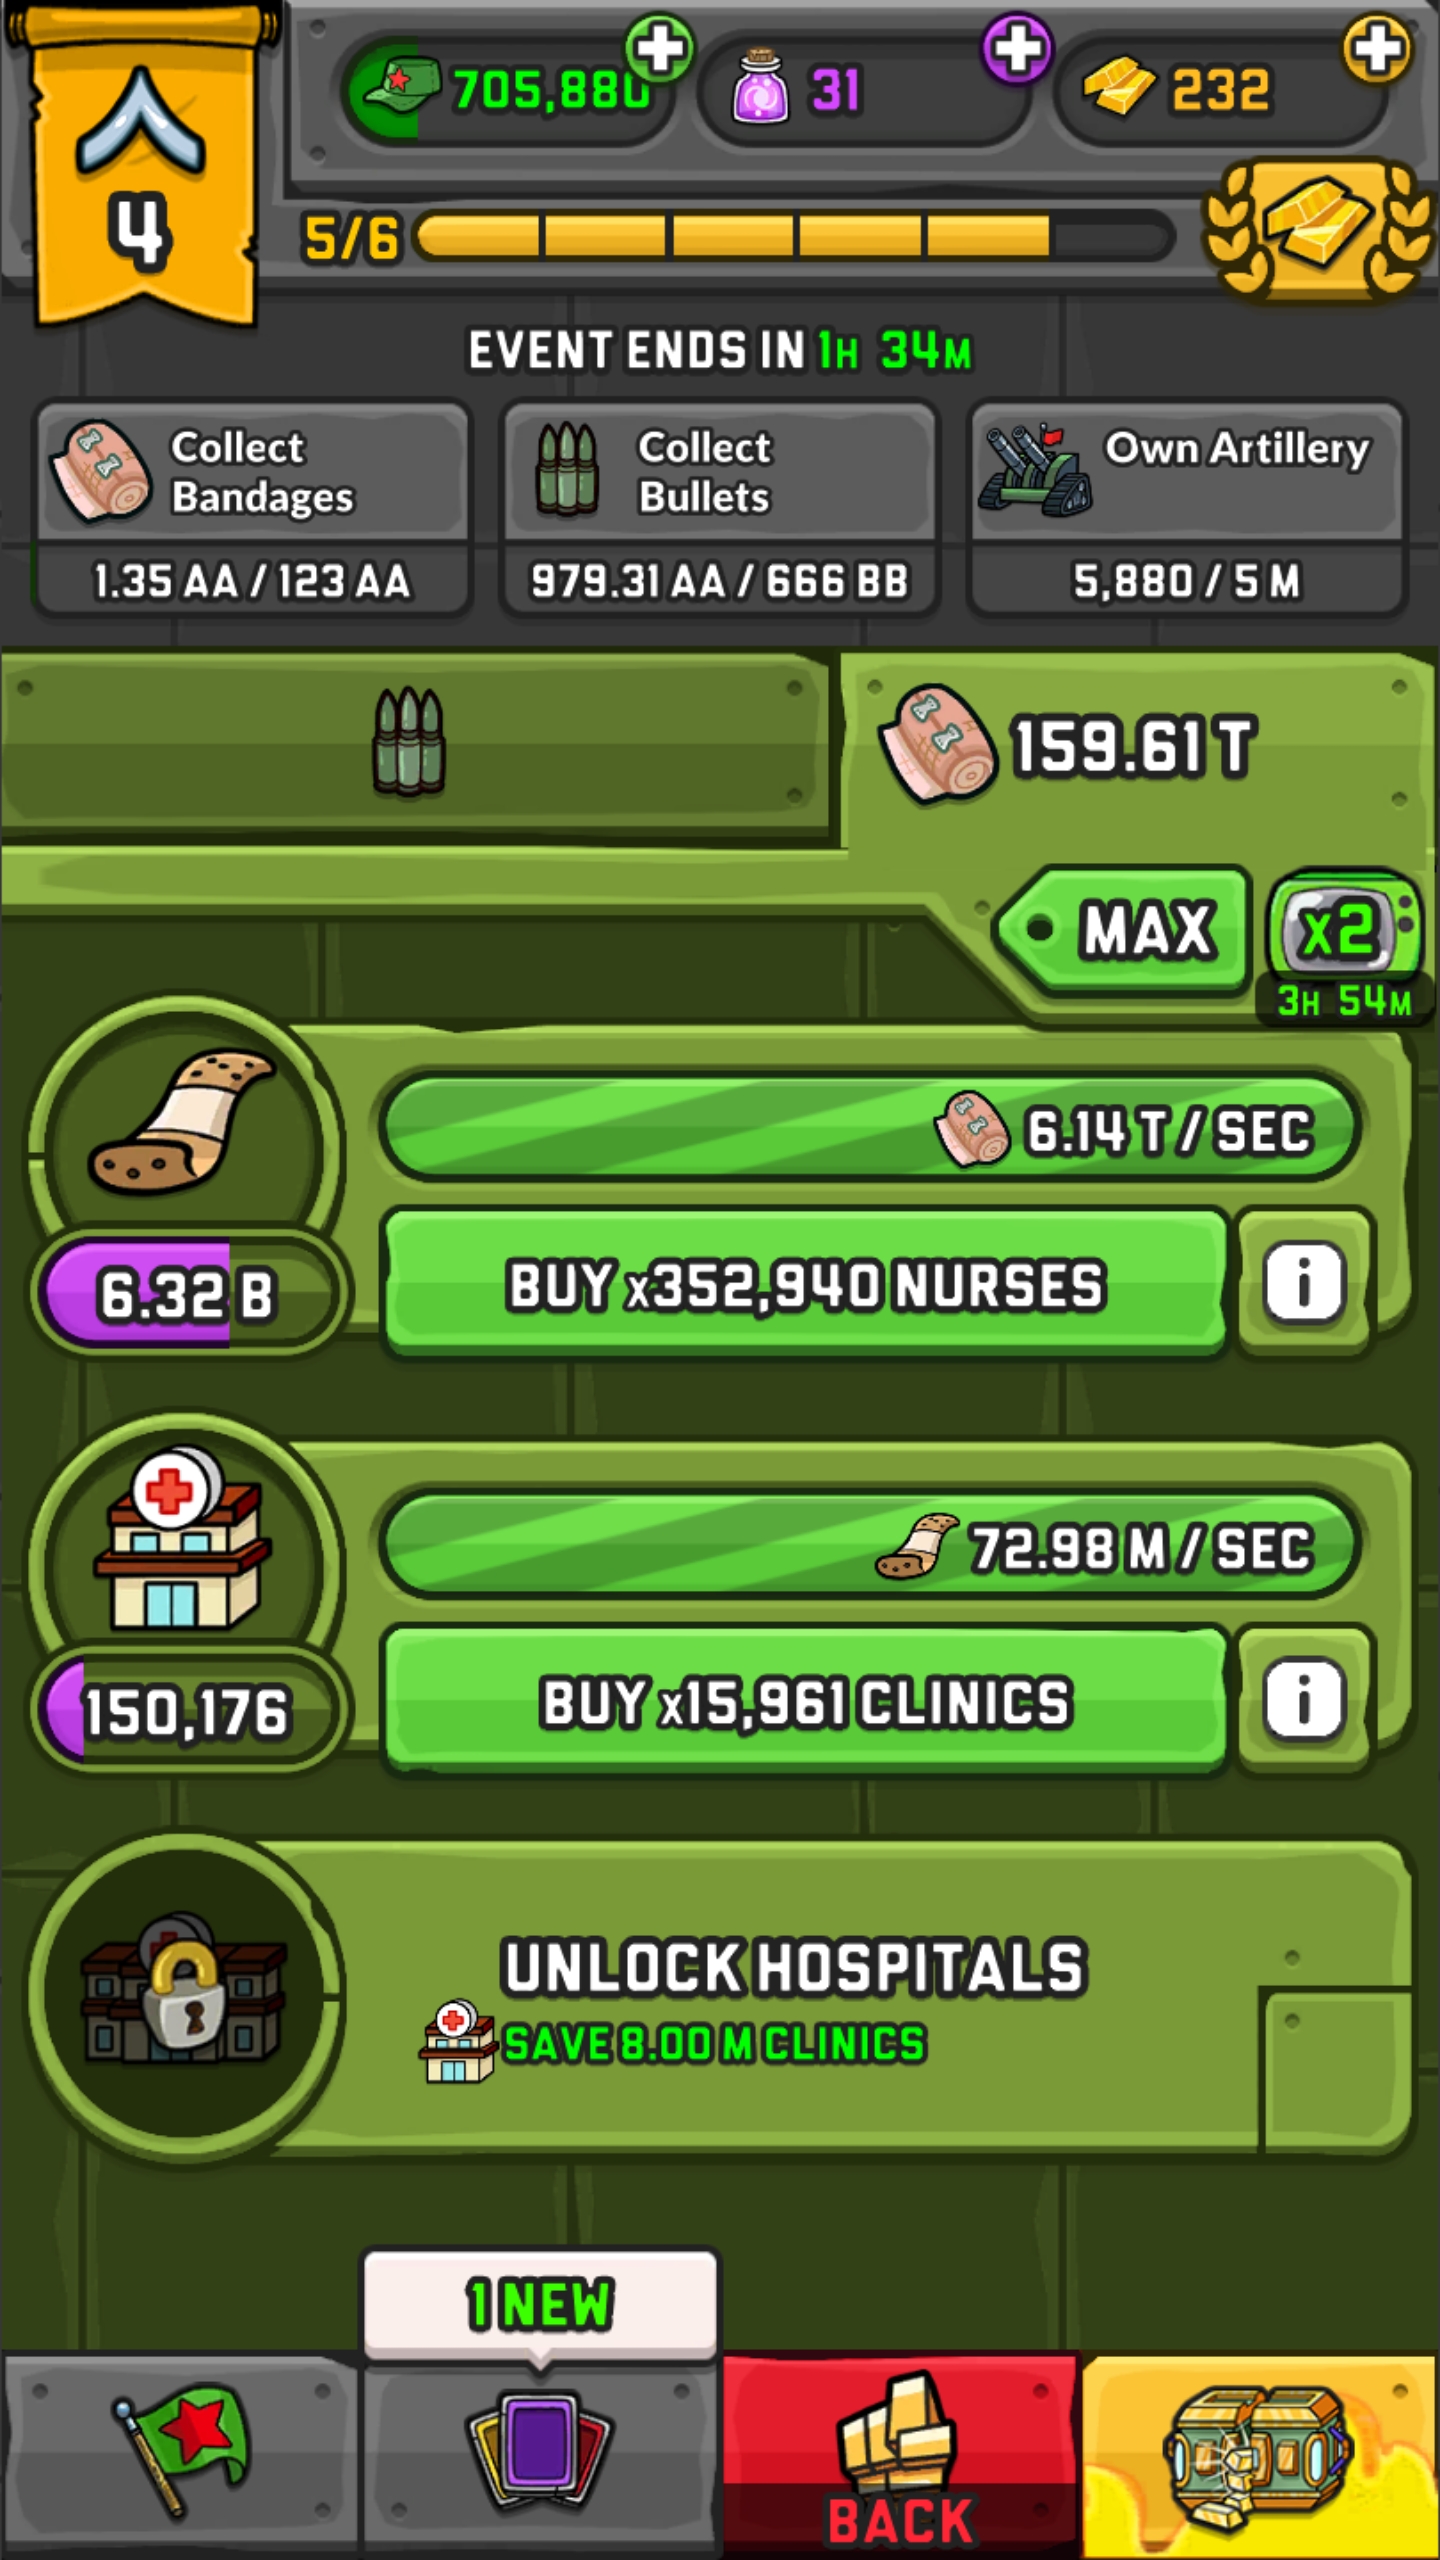 4
705,880
31
232
5/6
EVENT ENDS IN 1H 34M
Collect
Bandages
1.35 AA / 123 AA
Collect
Bullets
979.31 AA / 666 BB
Own Artillery
5,880 / 5 M
159.61 T
MAX
x2
3H 54M
6.14 T / SEC
6.32 B
BUY x352,940 NURSES
i
72.98 M / SEC
150,176
BUY x15,961 CLINICS
i
UNLOCK HOSPITALS
SAVE 8.00 M CLINICS
1 NEW
BACK